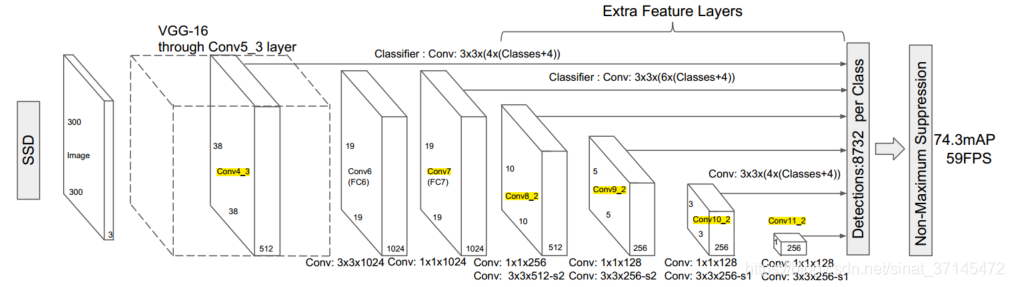 Extra Feature Layers
VGG-16
through Conv5_3 layer
Classifier : Conv: 3x3x(4x(Classes+4))
Classifier : Conv: 3x3x(6x(Classes+4))
SSD
300
Image
300
3
38
Conv4_3
38
512
19
Conv6
(FC6)
19
1024
19
Conv7
(FC7)
19
1024
10
Conv8_2
10
512
5
Conv9_2
5
256
Conv: 3x3x(4x(Classes+4))
3
Conv10_2
3
256
Conv11_2
1
256
Detections:8732 per Class
Non-Maximum Suppression
74.3mAP
59FPS
Conv: 3x3x1024
Conv: 1x1x1024
Conv: 1x1x256
Conv: 3x3x512-s2
Conv: 1x1x128
Conv: 3x3x256-s2
Conv: 1x1x128
Conv: 3x3x256-s1
Conv: 1x1x128
Conv: 3x3x256-s1
sdn.net/sinat_37145472